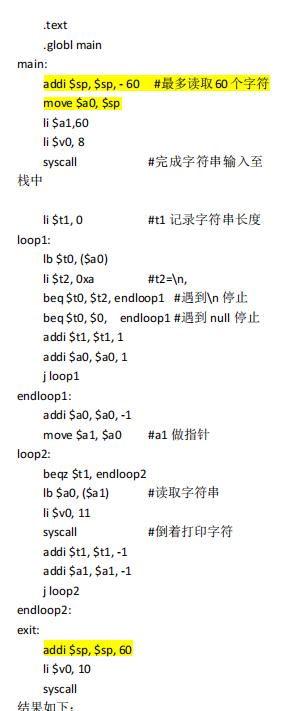 .text
.globl main
main:
addi $sp, $sp, - 60 #最多读取 60 个字符
move $a0, $sp
li $a1,60
li $v0, 8
syscall #完成字符串输入至
栈中
li $t1, 0 #t1 记录字符串长度
loop1:
lb $t0, ($a0)
li $t2, 0xa #t2=\n,
beq $t0, $t2, endloop1 #遇到\n 停止
beq $t0, $0, endloop1 #遇到 null 停止
addi $t1, $t1, 1
addi $a0, $a0, 1
j loop1
endloop1:
addi $a0, $a0, -1
move $a1, $a0 #a1 做指针
loop2:
beqz $t1, endloop2
lb $a0, ($a1) #读取字符串
li $v0, 11
syscall #倒着打印字符
addi $t1, $t1, -1
addi $a1, $a1, -1
j loop2
endloop2:
exit:
addi $sp, $sp, 60
li $v0, 10
syscall
结果如下：